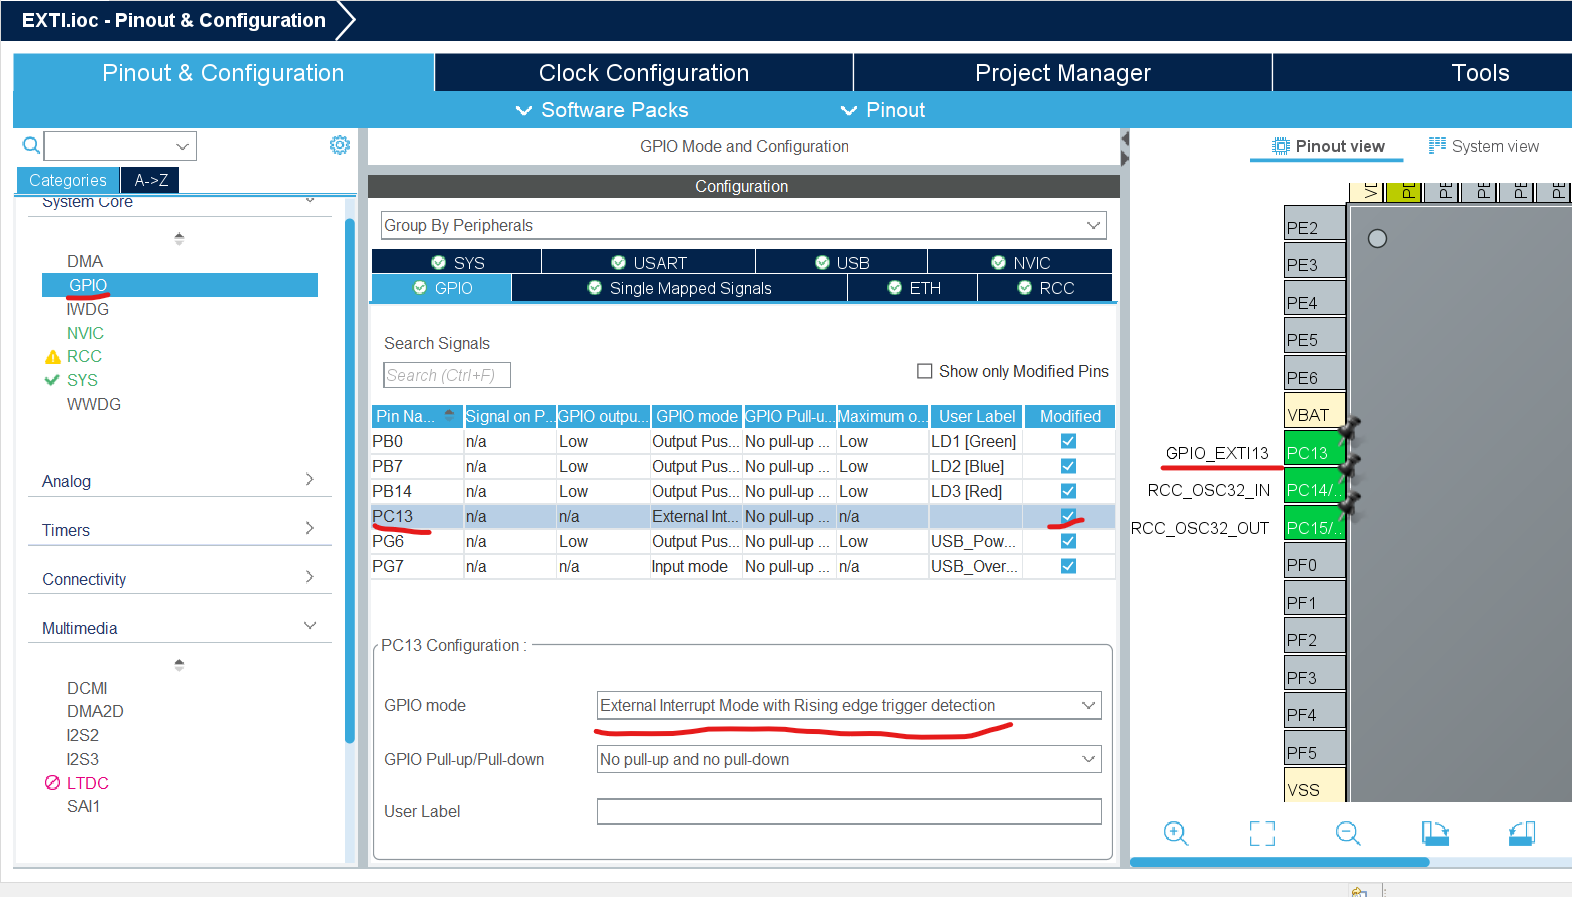 EXTI.ioc - Pinout & Configuration
Pinout & Configuration
Clock Configuration
Project Manager
Tools
Software Packs
Pinout
Categories
A->Z
System Core
DMA
GPIO
IWDG
NVIC
RCC
SYS
WWDG
Analog
Timers
Connectivity
Multimedia
DCMI
DMA2D
I2S2
I2S3
LTDC
SAI1
GPIO Mode and Configuration
Configuration
Group By Peripherals
SYS USART USB NVIC
GPIO Single Mapped Signals ETH RCC
Search Signals
Search (Ctrl+F)
Show only Modified Pins
Pin Na... Signal on P... GPIO outpu... GPIO mode GPIO Pull-u... Maximum o... User Label Modified
PB0 n/a Low Output Pus... No pull-up ... Low LD1 [Green]
PB7 n/a Low Output Pus... No pull-up ... Low LD2 [Blue]
PB14 n/a Low Output Pus... No pull-up ... Low LD3 [Red]
PC13 n/a n/a External Int... No pull-up ... n/a
PG6 n/a Low Output Pus... No pull-up ... Low USB_Pow...
PG7 n/a n/a Input mode No pull-up ... n/a USB_Over...
PC13 Configuration :
GPIO mode
External Interrupt Mode with Rising edge trigger detection
GPIO Pull-up/Pull-down
No pull-up and no pull-down
User Label
Pinout view
System view
PE2
PE3
PE4
PE5
PE6
VBAT
GPIO_EXTI13 PC13
RCC_OSC32_IN PC14/..
RCC_OSC32_OUT PC15/..
PF0
PF1
PF2
PF3
PF4
PF5
VSS